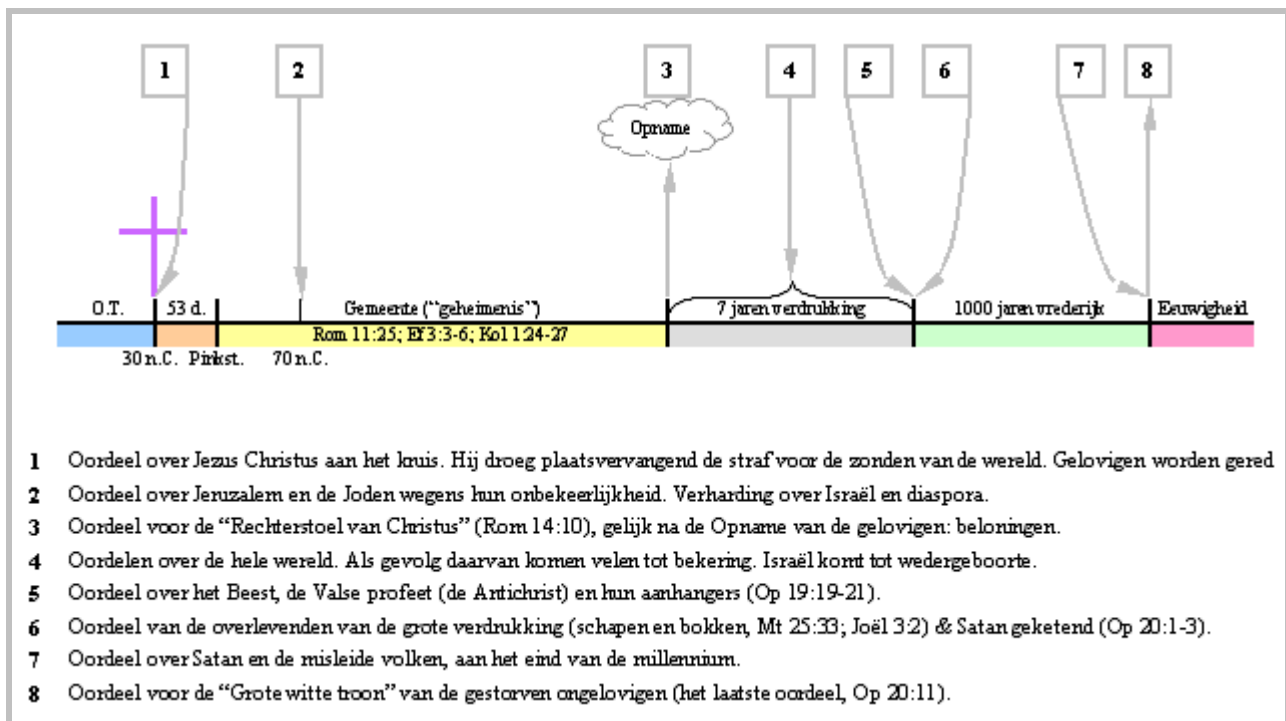 1 2 3 4 5 6 7 8
Opname
O.T. 53 d. Gemeente (“geheimenis”) 7 jaren verdrukking 1000 jaren vrederijk Eeuwigheid
Rom 11:25; Ef 3:3-6; Kol 1:24-27
30 n.C. Pinkst. 70 n.C.
1 Oordeel over Jezus Christus aan het kruis. Hij droeg plaatsvervangend de straf voor de zonden van de wereld. Gelovigen worden gered
2 Oordeel over Jeruzalem en de Joden wegens hun onbekeerlijkheid. Verharding over Israël en diaspora.
3 Oordeel voor de “Rechterstoel van Christus” (Rom 14:10), gelijk na de Opname van de gelovigen: beloningen.
4 Oordelen over de hele wereld. Als gevolg daarvan komen velen tot bekering. Israël komt tot wedergeboorte.
5 Oordeel over het Beest, de Valse profeet (de Antichrist) en hun aanhangers (Op 19:19-21).
6 Oordeel van de overlevenden van de grote verdrukking (schapen en bokken, Mt 25:33; Joël 3:2) & Satan geketend (Op 20:1-3).
7 Oordeel over Satan en de misleide volken, aan het eind van de millennium.
8 Oordeel voor de “Grote witte troon” van de gestorven ongelovigen (het laatste oordeel, Op 20:11).